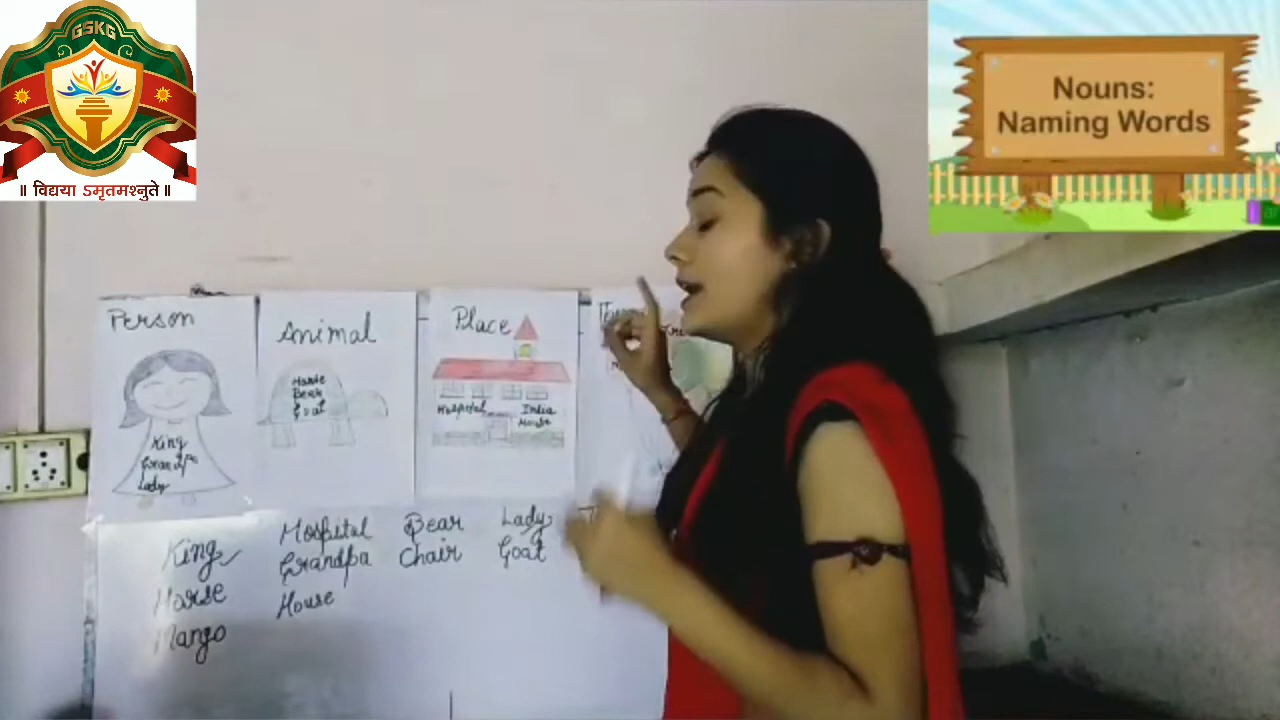 GSKG
॥ विद्यया ऽमृतमश्नुते ॥
Nouns:
Naming Words
Person
King
Grandpa
Lady
Animal
Horse
Bear
Goat
Place
Hospital India
House
King Hospital Bear Lady
Grandpa Chair Goat
Horse House
Mango